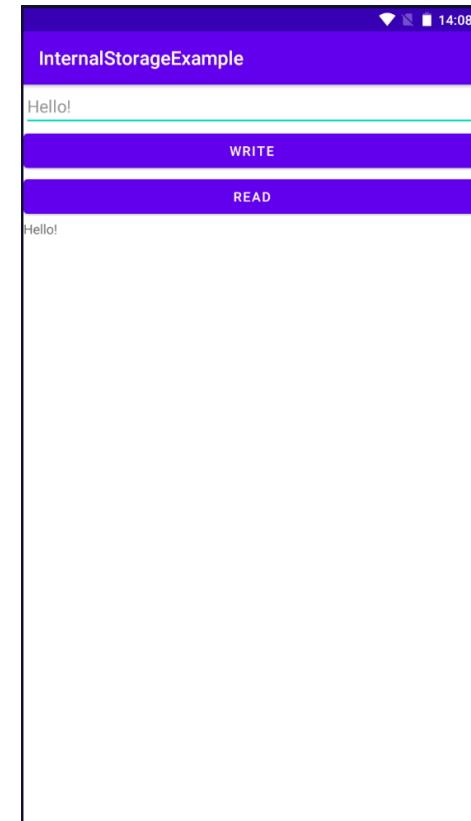 14:08
InternalStorageExample
Hello!
WRITE
READ
Hello!